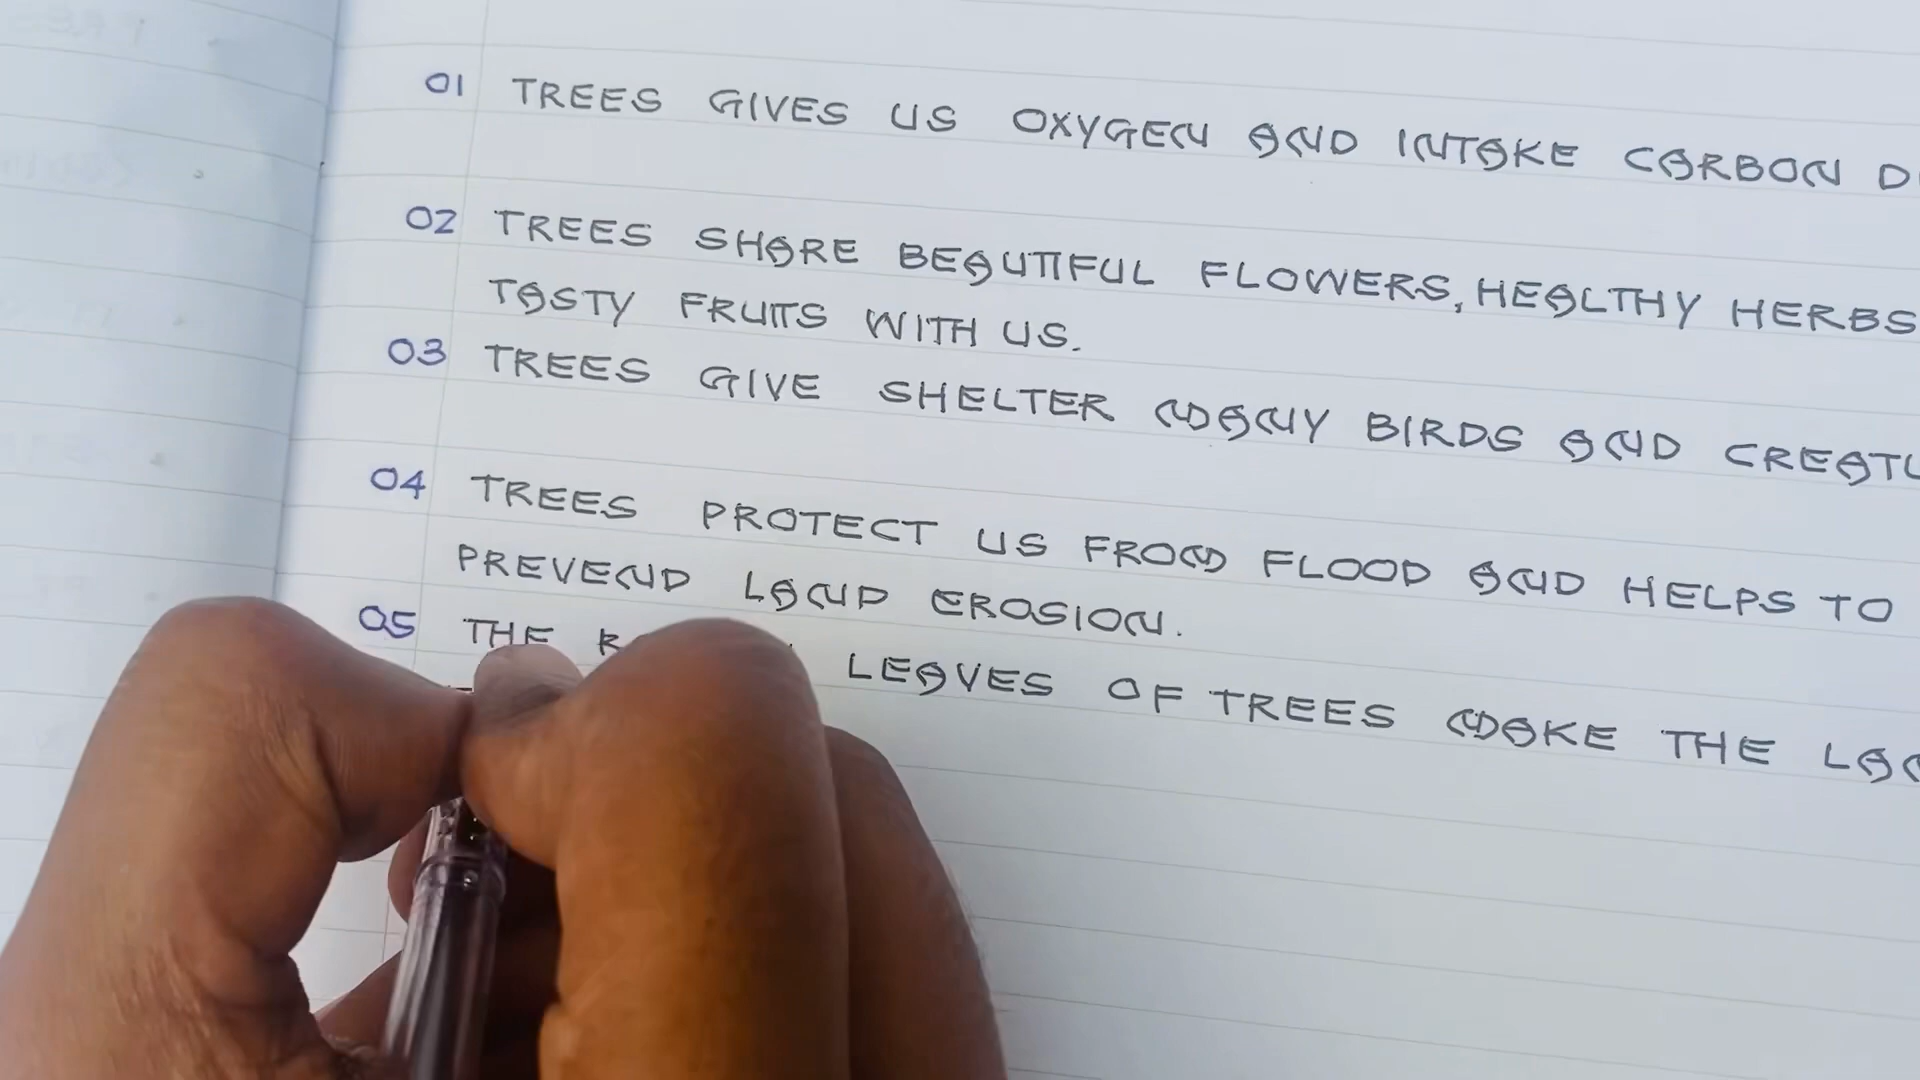 01 TREES GIVES US OXYGEN AND INTAKE CARBON
02 TREES SHARE BEAUTIFUL FLOWERS, HEALTHY HERBS
TASTY FRUITS WITH US.
03 TREES GIVE SHELTER MANY BIRDS AND
04 TREES PROTECT US FROM FLOOD AND HELPS TO
PREVEND LAND EROSION.
05 THE LEAVES OF TREES MAKE THE